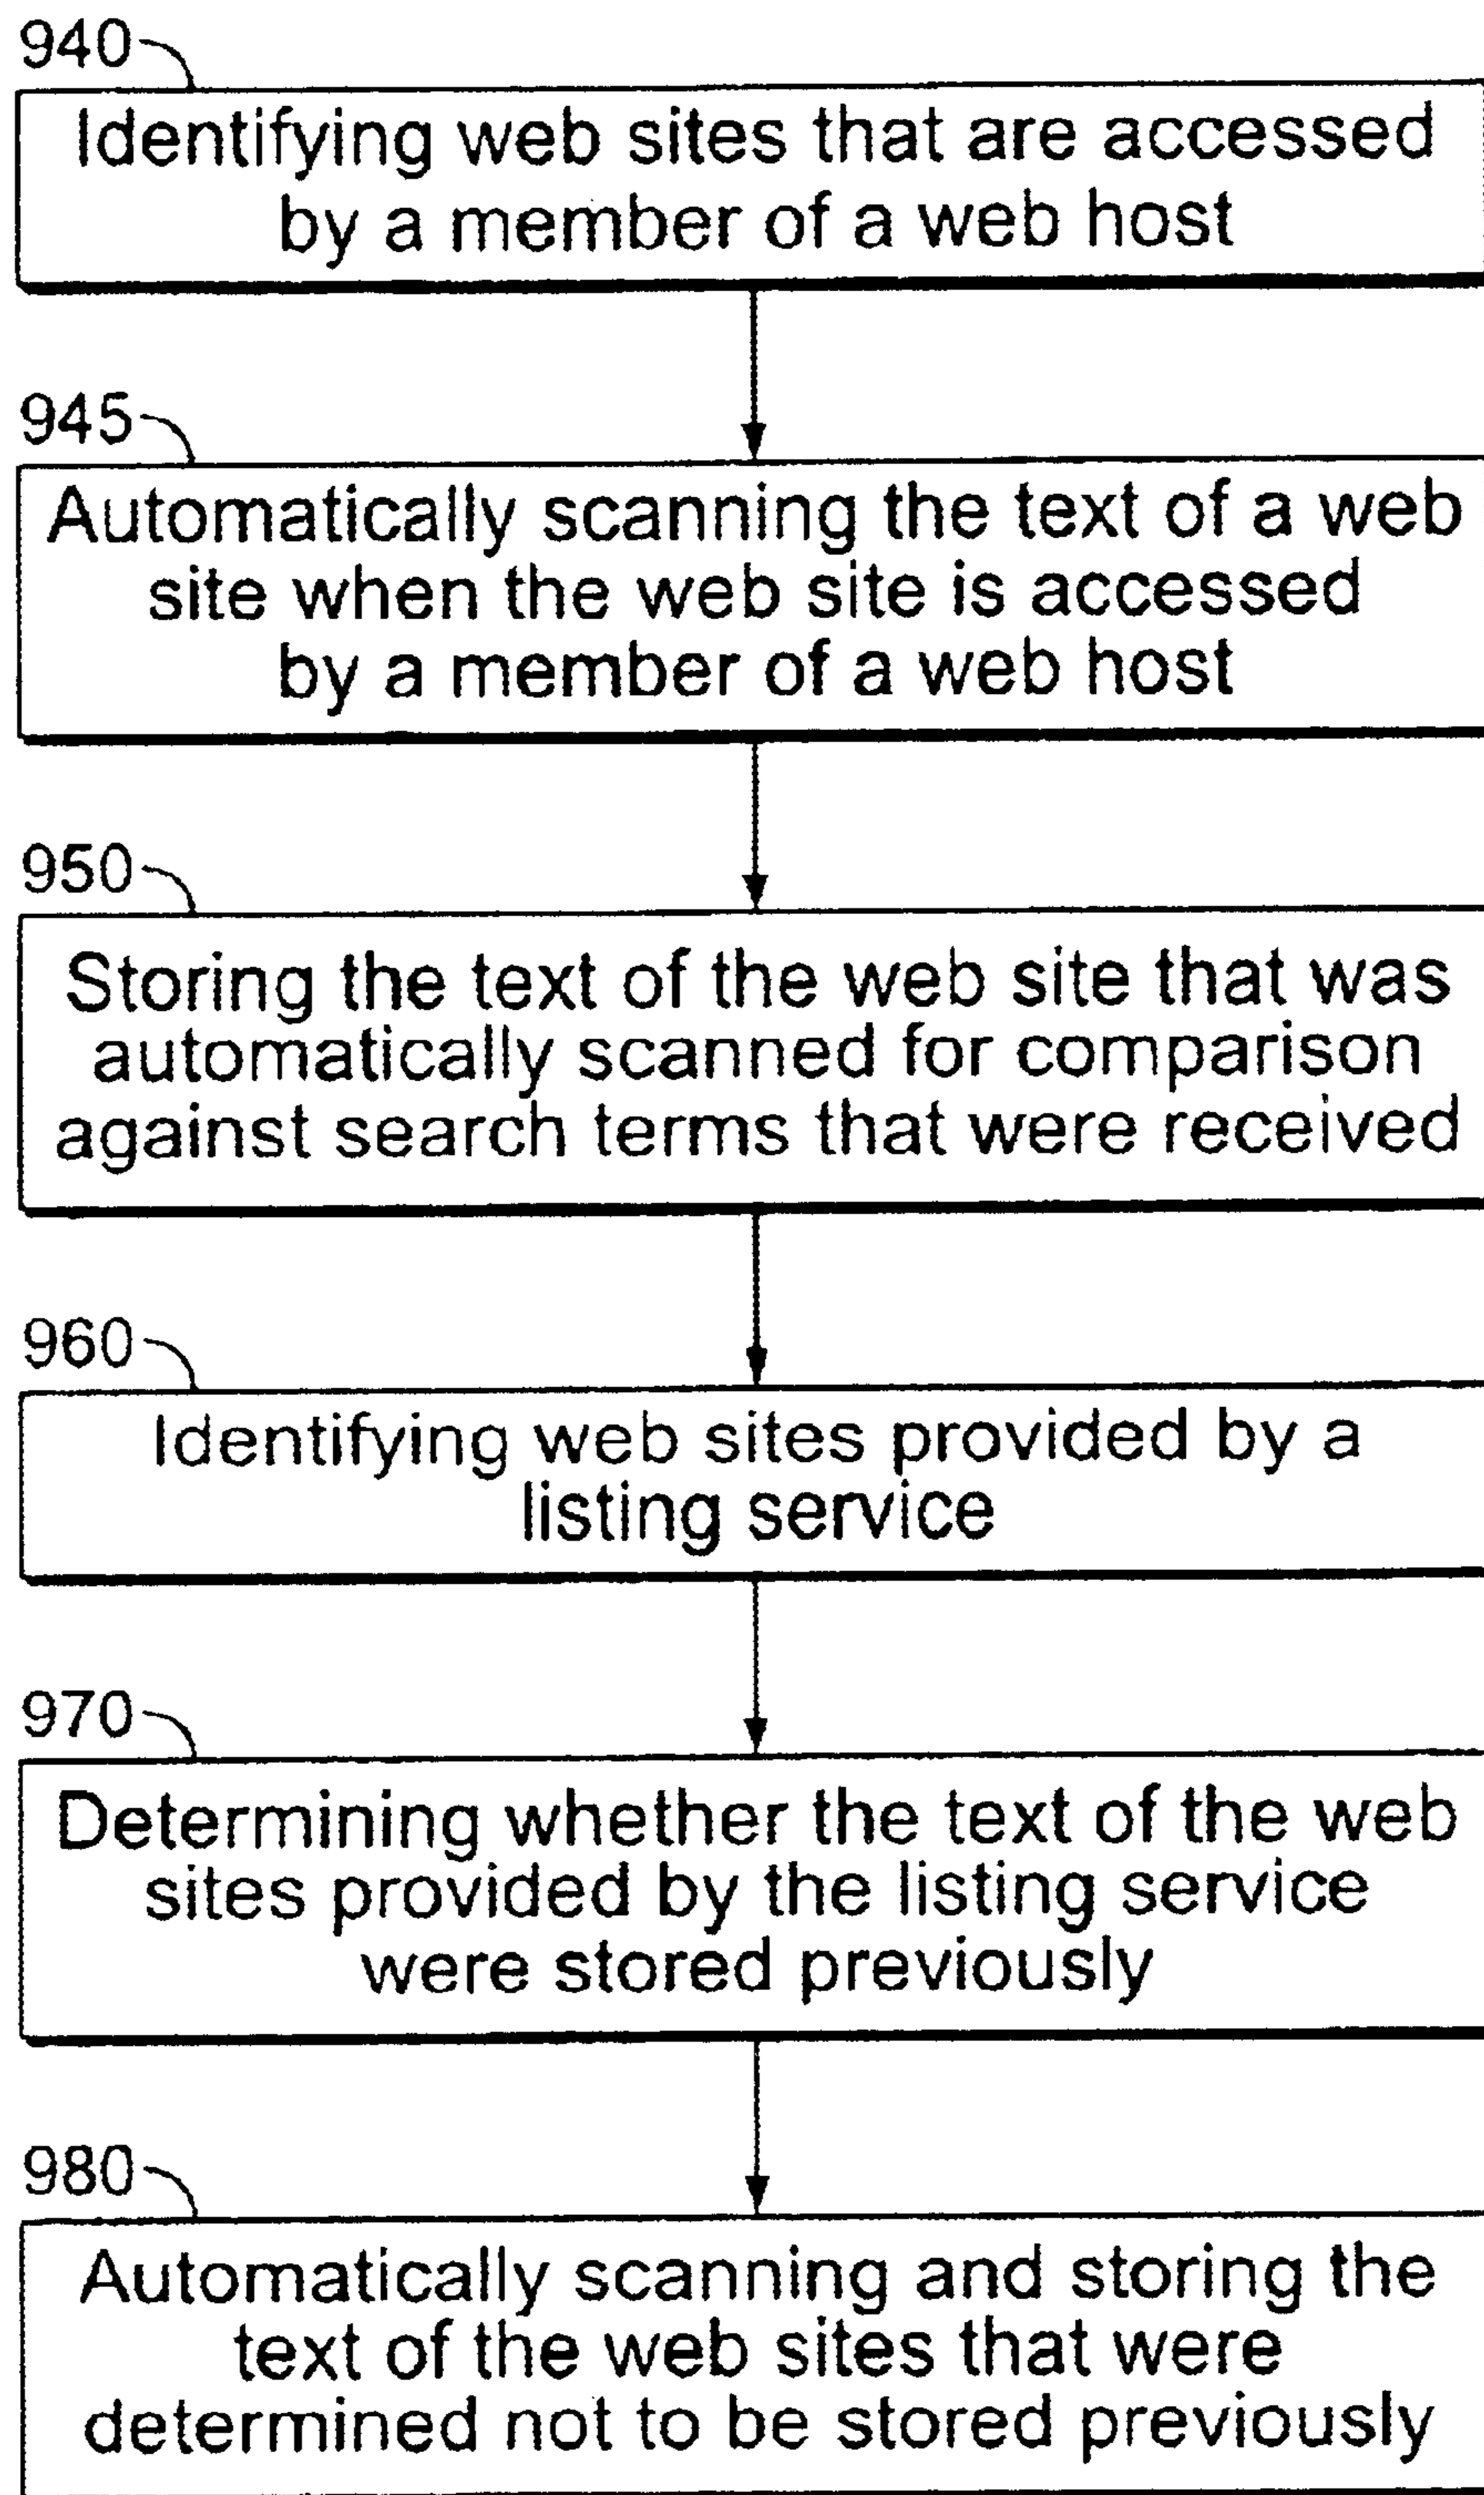 940
Identifying web sites that are accessed
by a member of a web host
945
Automatically scanning the text of a web
site when the web site is accessed
by a member of a web host
950
Storing the text of the web site that was
automatically scanned for comparison
against search terms that were received
960
Identifying web sites provided by a
listing service
970
Determining whether the text of the web
sites provided by the listing service
were stored previously
980
Automatically scanning and storing the
text of the web sites that were
determined not to be stored previously